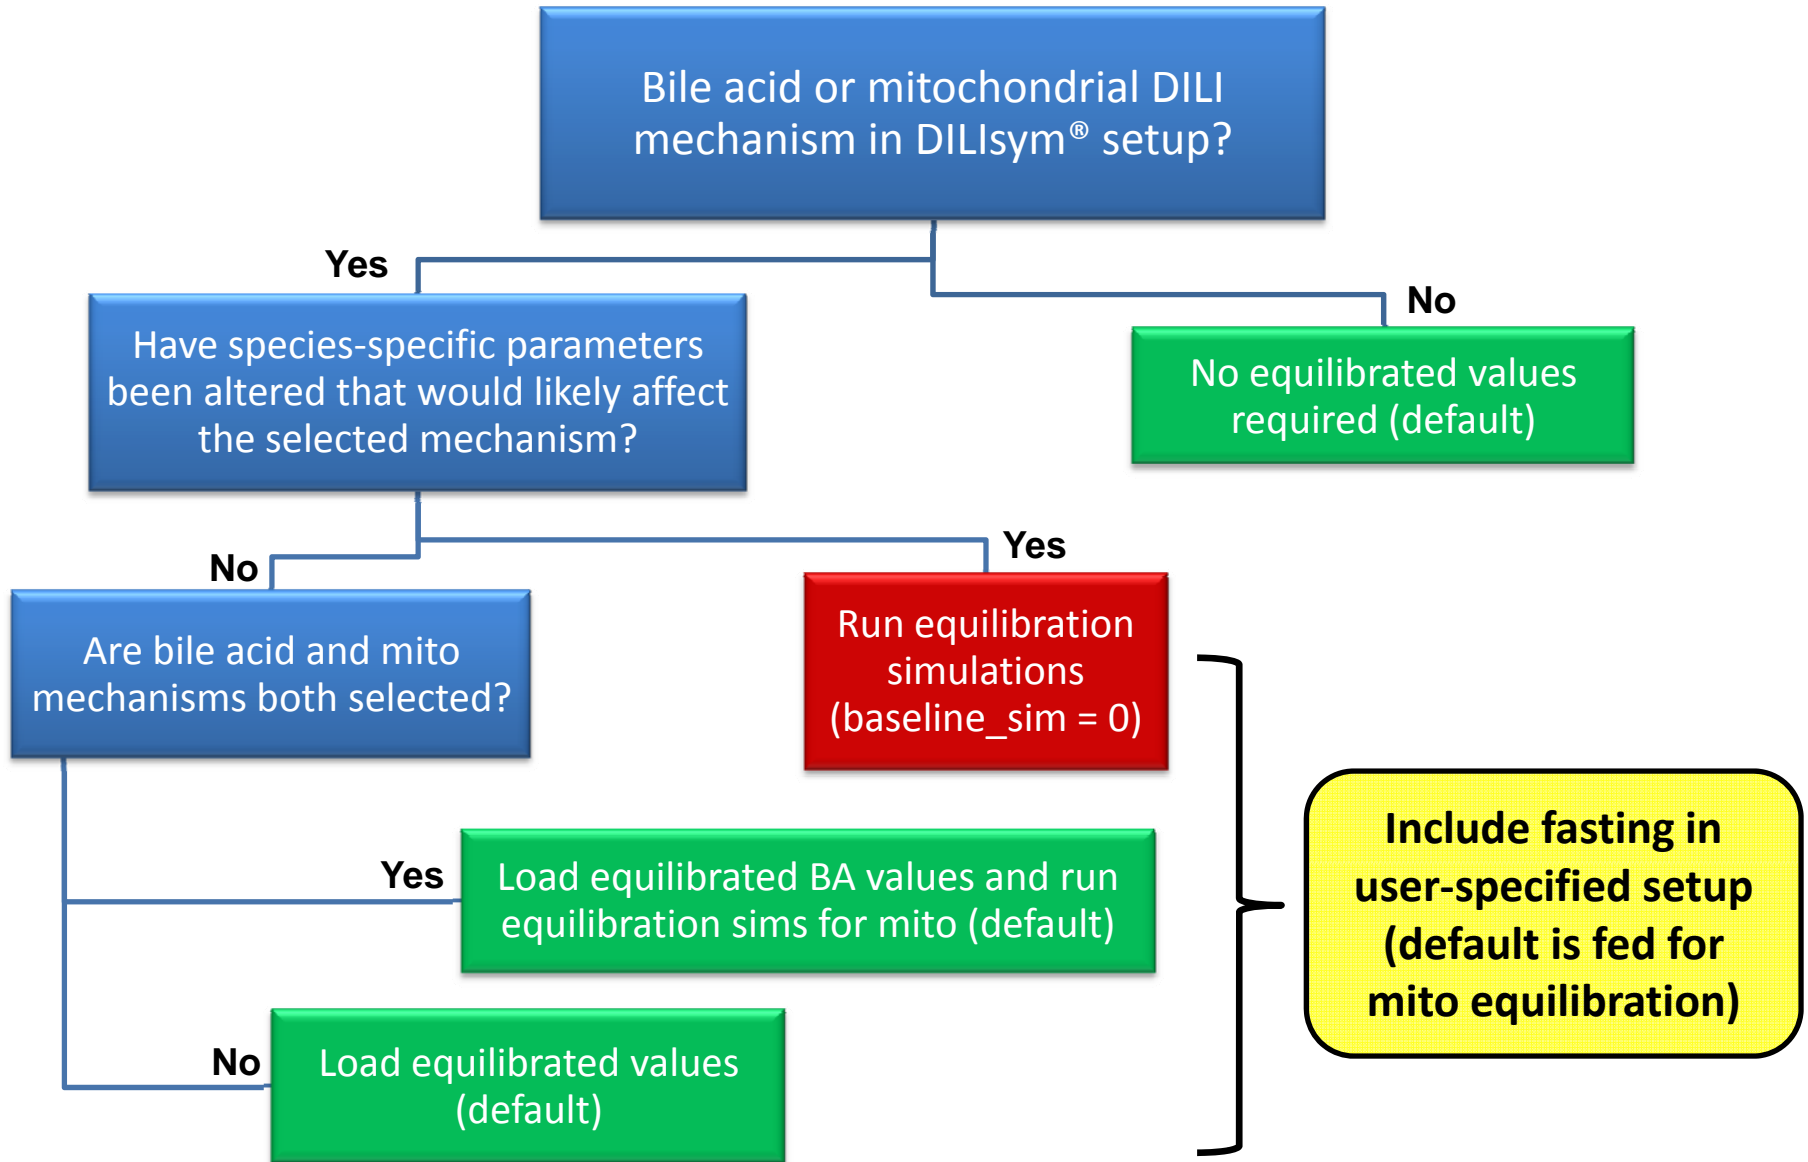 Bile acid or mitochondrial DILI
mechanism in DILIsym® setup?
Yes
No
Have species-specific parameters
been altered that would likely affect
the selected mechanism?
No equilibrated values
required (default)
No
Yes
Are bile acid and mito
mechanisms both selected?
Run equilibration
simulations
(baseline_sim = 0)
Yes
Load equilibrated BA values and run
equilibration sims for mito (default)
Include fasting in
user-specified setup
(default is fed for
mito equilibration)
No
Load equilibrated values
(default)